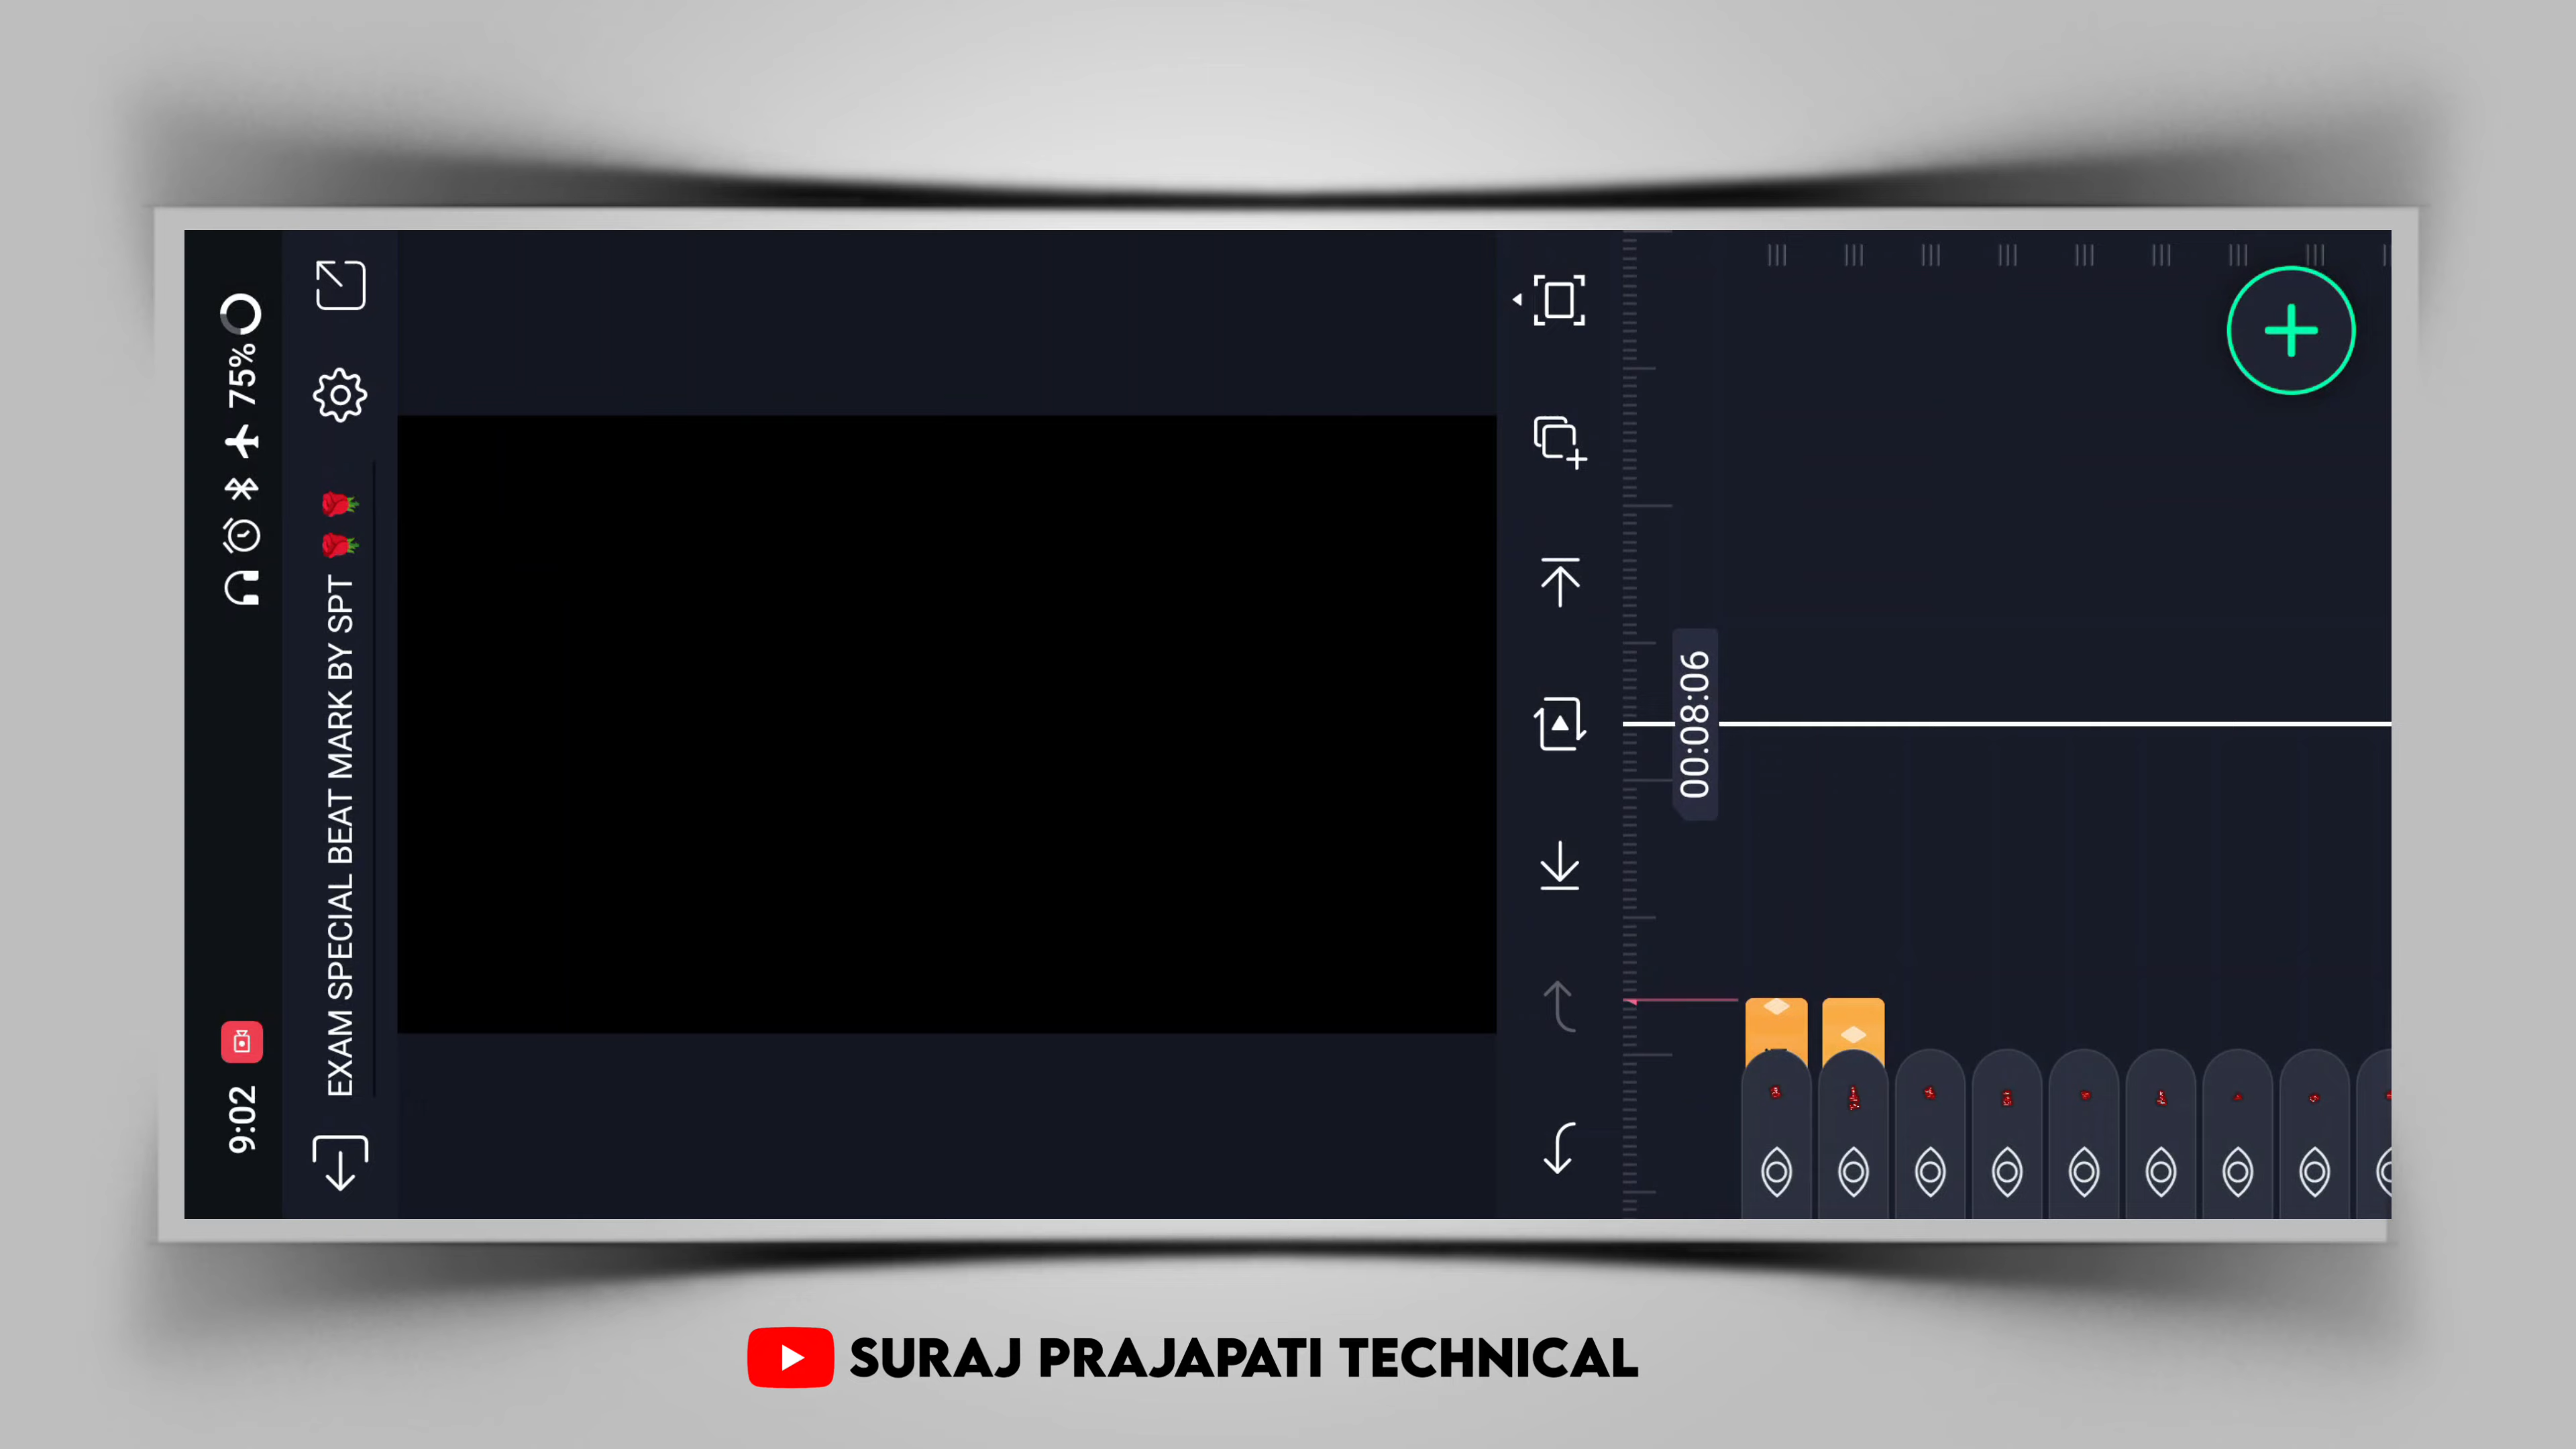 9:02
75%
EXAM SPECIAL BEAT MARK BY SPT 🌹🌹
00:08:06
SURAJ PRAJAPATI TECHNICAL